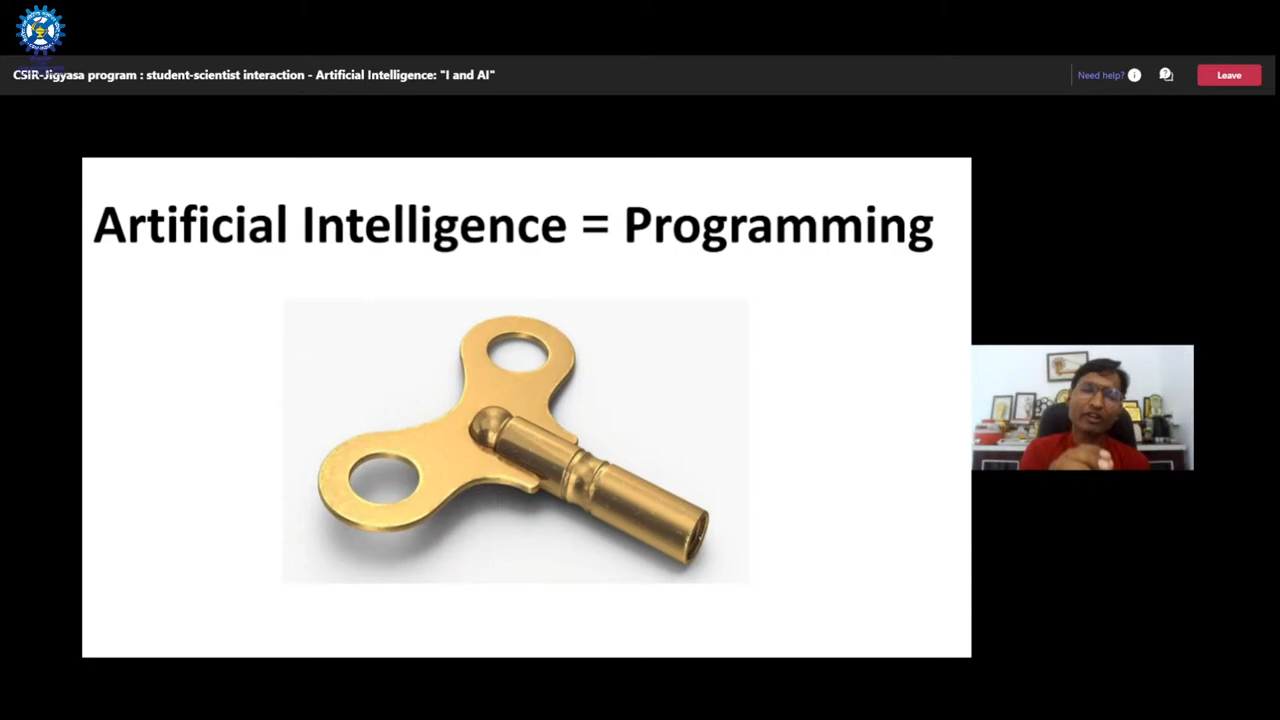 CSIR-Jigyasa program : student-scientist interaction - Artificial Intelligence: "I and AI"
Need help?
Leave
Artificial Intelligence = Programming